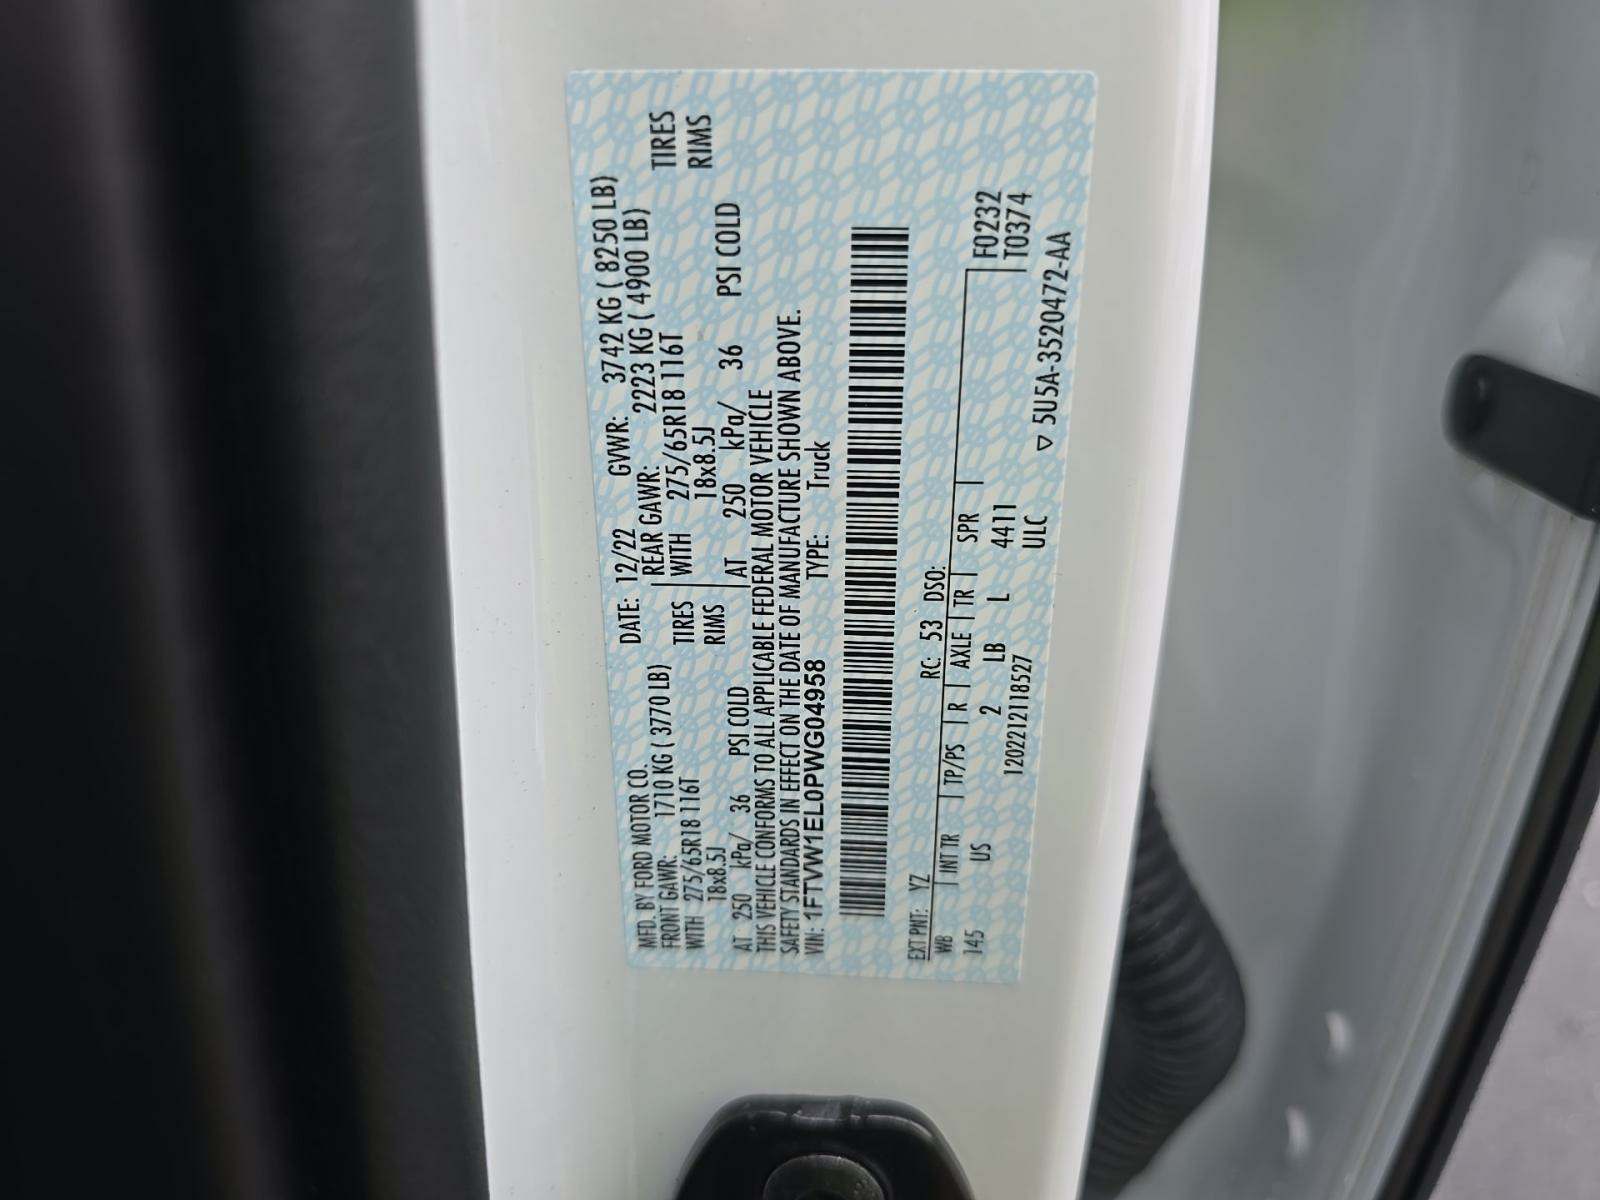 MFD. BY FORD MOTOR CO. DATE: 12/22 GVWR: 3742 KG ( 8250 LB)
FRONT GAWR: 1710 KG ( 3770 LB) REAR GAWR: 2223 KG ( 4900 LB)
WITH 275/65R18 116T TIRES WITH 275/65R18 116T TIRES
18x8.5J RIMS 18x8.5J RIMS
AT 250 kPa/ 36 PSI COLD AT 250 kPa/ 36 PSI COLD
THIS VEHICLE CONFORMS TO ALL APPLICABLE FEDERAL MOTOR VEHICLE
SAFETY STANDARDS IN EFFECT ON THE DATE OF MANUFACTURE SHOWN ABOVE.
VIN: 1FTVW1EL0PWG04958 TYPE: Truck
EXT PNT: YZ RC: 53 DSO:
WB INT TR TP/PS R AXLE TR SPR F0232
145 US 2 LB L 4411 T0374
120221218527 ULC
▽ 5U5A-3520472-AA